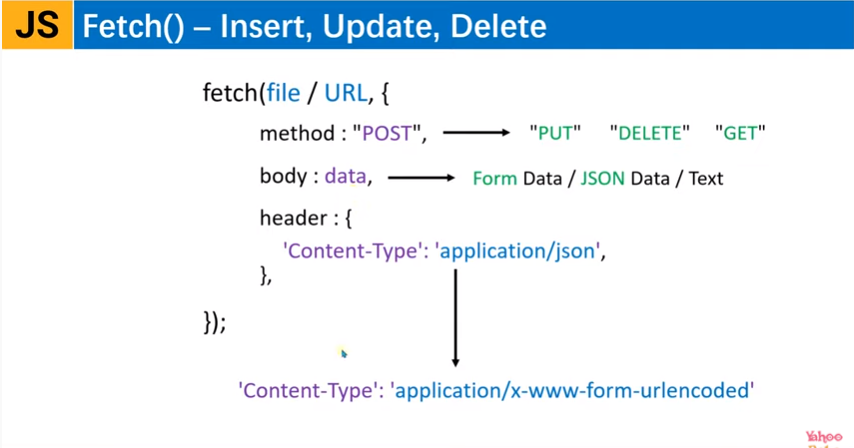 JS Fetch() – Insert, Update, Delete
fetch(file / URL, {
method : "POST", "PUT" "DELETE" "GET"
body : data, Form Data / JSON Data / Text
header : {
'Content-Type': 'application/json',
},
});
'Content-Type': 'application/x-www-form-urlencoded'
Yahoo